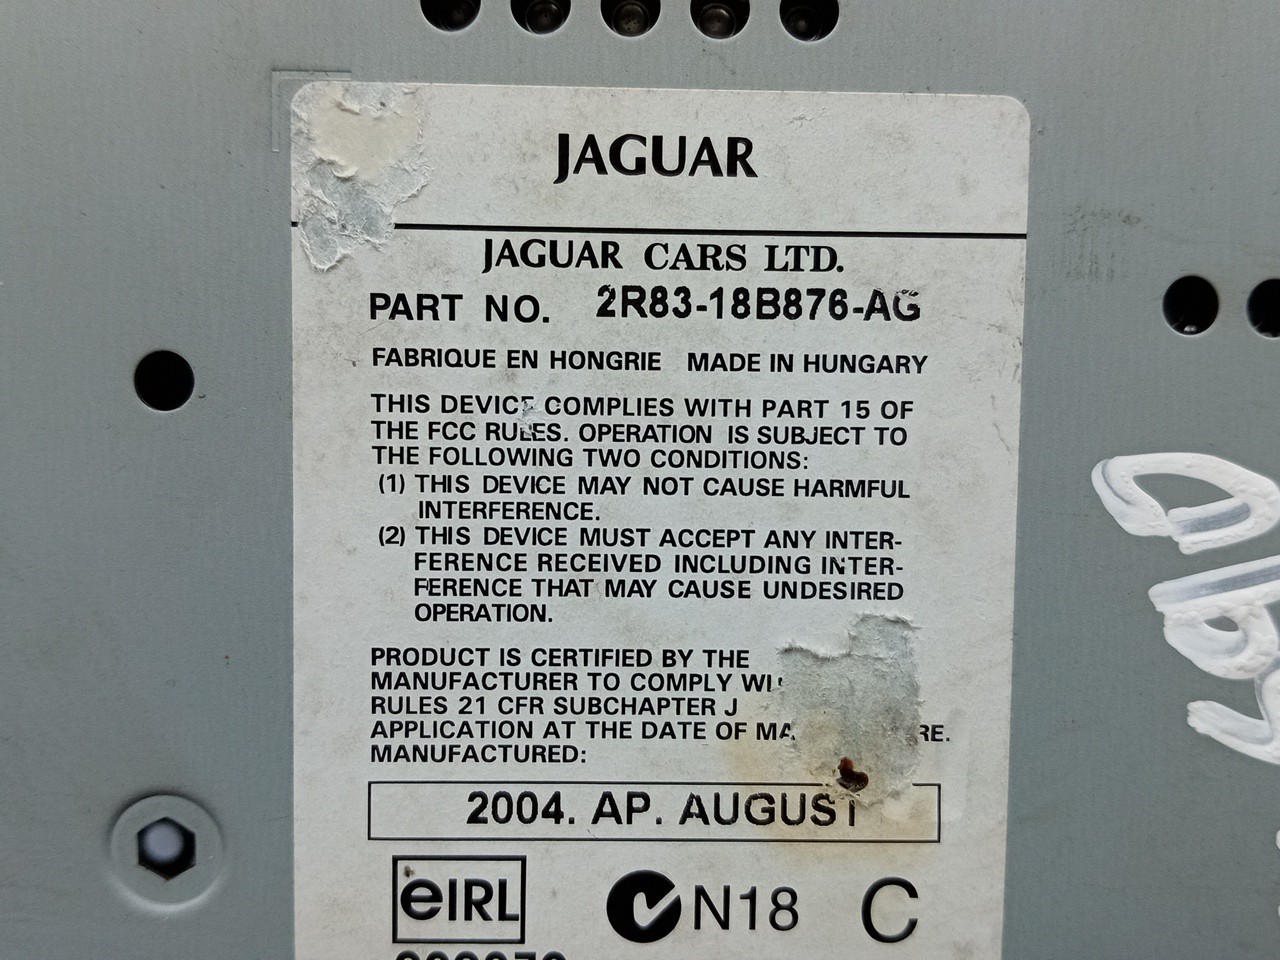 JAGUAR
JAGUAR CARS LTD.
PART NO. 2R83-18B876-AG
FABRIQUE EN HONGRIE MADE IN HUNGARY
THIS DEVICE COMPLIES WITH PART 15 OF
THE FCC RULES. OPERATION IS SUBJECT TO
THE FOLLOWING TWO CONDITIONS:
(1) THIS DEVICE MAY NOT CAUSE HARMFUL
INTERFERENCE.
(2) THIS DEVICE MUST ACCEPT ANY INTER-
FERENCE RECEIVED INCLUDING INTER-
FERENCE THAT MAY CAUSE UNDESIRED
OPERATION.
PRODUCT IS CERTIFIED BY THE
MANUFACTURER TO COMPLY
RULES 21 CFR SUBCHAPTER J
APPLICATION AT THE DATE OF
MANUFACTURED:
2004. AP. AUGUST
eIRL N18 C